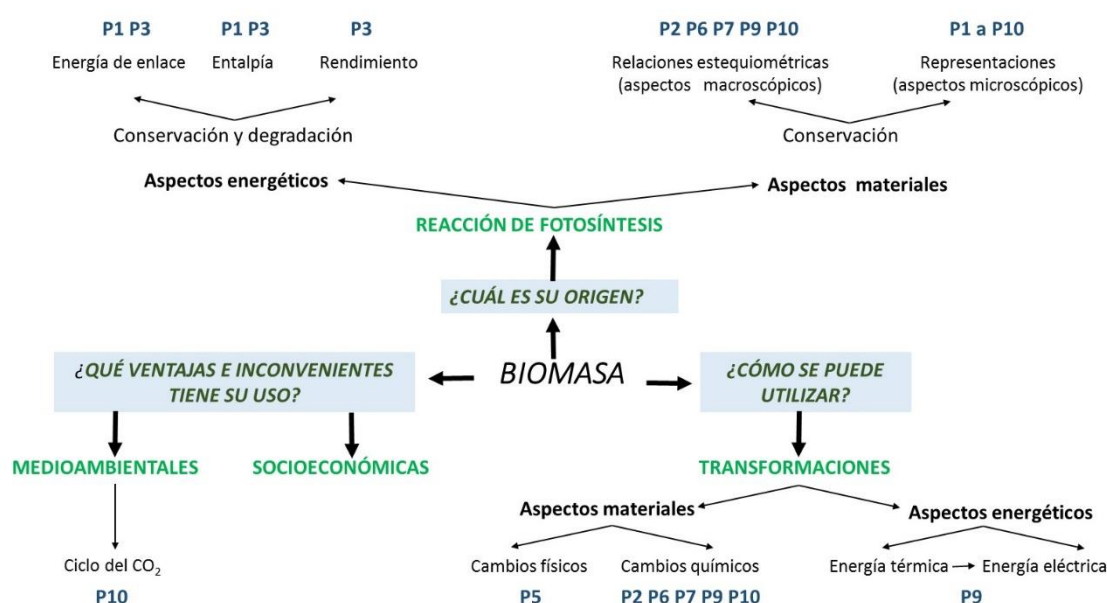 P1 P3
P1 P3
P3
P2 P6 P7 P9 P10
P1 a P10
Energía de enlace
Entalpía
Rendimiento
Relaciones estequiométricas
(aspectos macroscópicos)
Representaciones
(aspectos microscópicos)
Conservación y degradación
Conservación
Aspectos energéticos
Aspectos materiales
REACCIÓN DE FOTOSÍNTESIS
¿CUÁL ES SU ORIGEN?
BIOMASA
¿QUÉ VENTAJAS E INCONVENIENTES
TIENE SU USO?
¿CÓMO SE PUEDE
UTILIZAR?
MEDIOAMBIENTALES
SOCIOECONÓMICAS
TRANSFORMACIONES
Aspectos materiales
Aspectos energéticos
Ciclo del CO₂
Cambios físicos
Cambios químicos
Energía térmica
Energía eléctrica
P10
P5
P2 P6 P7 P9 P10
P9